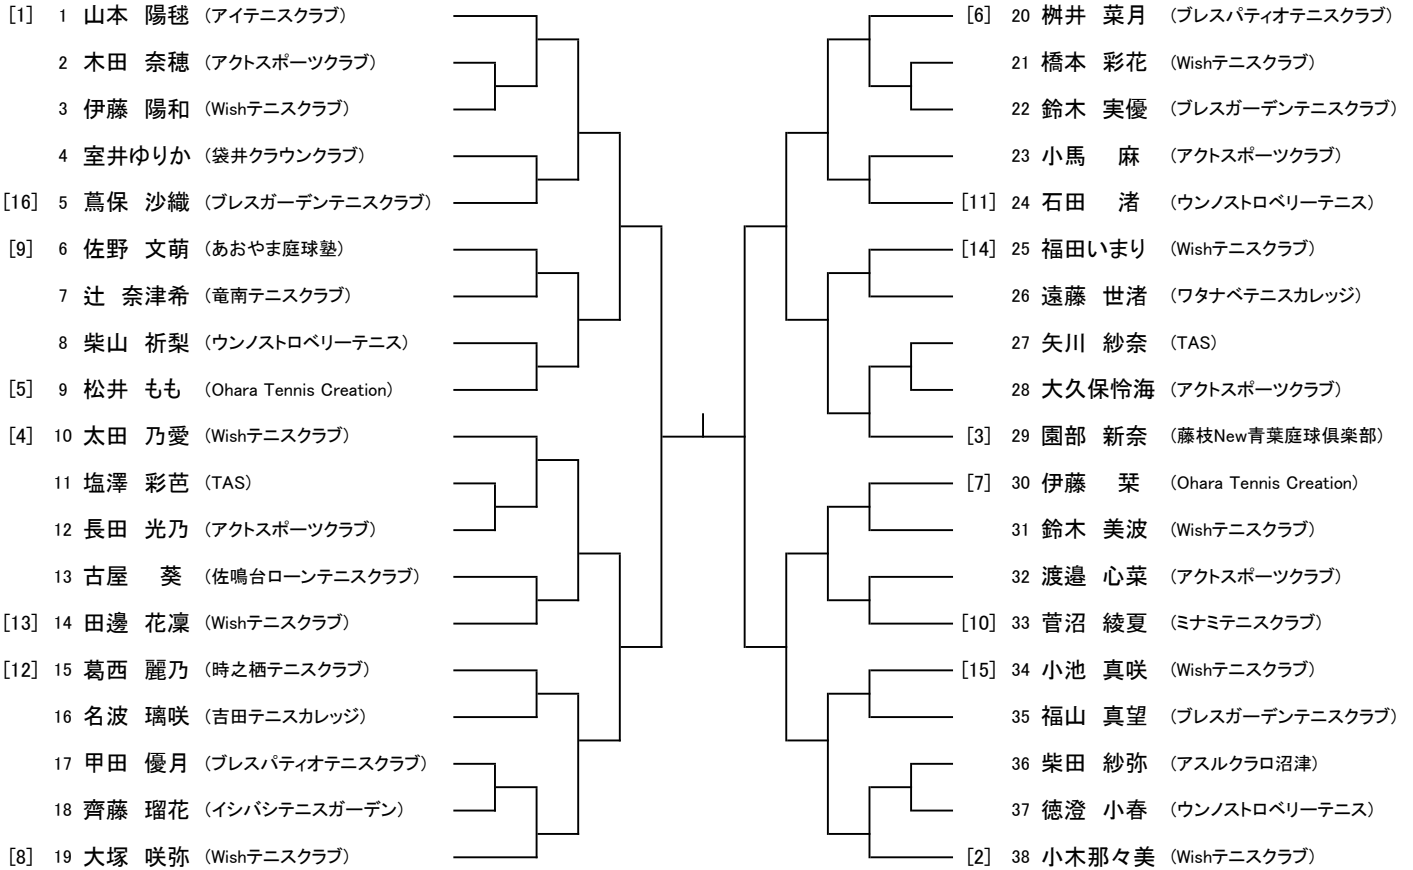 [1] 1 山本 陽毬 (アイテニスクラブ)
2 木田 奈穂 (アクトスポーツクラブ)
3 伊藤 陽和 (Wishテニスクラブ)
4 室井ゆりか (袋井クラウンクラブ)
[16] 5 蔦保 沙織 (ブレスガーデンテニスクラブ)
[9] 6 佐野 文萌 (あおやま庭球塾)
7 辻 奈津希 (竜南テニスクラブ)
8 柴山 祈梨 (ウンノストロベリーテニス)
[5] 9 松井 もも (Ohara Tennis Creation)
[4] 10 太田 乃愛 (Wishテニスクラブ)
11 塩澤 彩芭 (TAS)
12 長田 光乃 (アクトスポーツクラブ)
13 古屋 葵 (佐鳴台ローンテニスクラブ)
[13] 14 田邊 花凜 (Wishテニスクラブ)
[12] 15 葛西 麗乃 (時之栖テニスクラブ)
16 名波 璃咲 (吉田テニスカレッジ)
17 甲田 優月 (ブレスパティオテニスクラブ)
18 齊藤 瑠花 (イシバシテニスガーデン)
[8] 19 大塚 咲弥 (Wishテニスクラブ)
[6] 20 桝井 菜月 (ブレスパティオテニスクラブ)
21 橋本 彩花 (Wishテニスクラブ)
22 鈴木 実優 (ブレスガーデンテニスクラブ)
23 小馬 麻 (アクトスポーツクラブ)
[11] 24 石田 渚 (ウンノストロベリーテニス)
[14] 25 福田いまり (Wishテニスクラブ)
26 遠藤 世渚 (ワタナベテニスカレッジ)
27 矢川 紗奈 (TAS)
28 大久保怜海 (アクトスポーツクラブ)
[3] 29 園部 新奈 (藤枝New青葉庭球倶楽部)
[7] 30 伊藤 栞 (Ohara Tennis Creation)
31 鈴木 美波 (Wishテニスクラブ)
32 渡邉 心菜 (アクトスポーツクラブ)
[10] 33 菅沼 綾夏 (ミナミテニスクラブ)
[15] 34 小池 真咲 (Wishテニスクラブ)
35 福山 真望 (ブレスガーデンテニスクラブ)
36 柴田 紗弥 (アスルクラロ沼津)
37 徳澄 小春 (ウンノストロベリーテニス)
[2] 38 小木那々美 (Wishテニスクラブ)